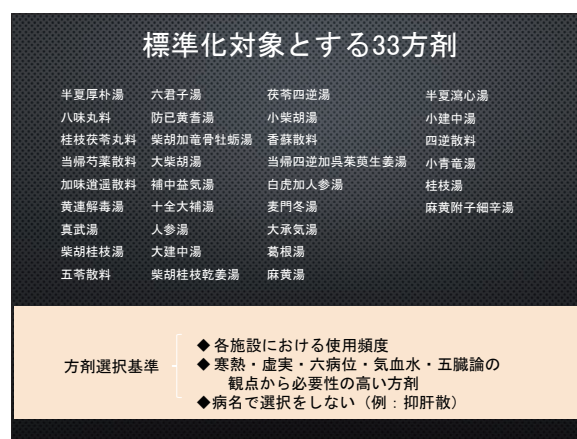 標準化対象とする33方剤
半夏厚朴湯
八味丸料
桂枝茯苓丸料
当帰芍薬散料
加味逍遥散料
黄連解毒湯
真武湯
柴胡桂枝湯
五苓散料
六君子湯
防已黄耆湯
柴胡加竜骨牡蛎湯
大柴胡湯
補中益気湯
十全大補湯
人参湯
大建中湯
柴胡桂枝乾姜湯
茯苓四逆湯
小柴胡湯
香蘇散料
当帰四逆加呉茱萸生姜湯
白虎加人参湯
麦門冬湯
大承気湯
葛根湯
麻黄湯
半夏瀉心湯
小建中湯
四逆散料
小青竜湯
桂枝湯
麻黄附子細辛湯
方剤選択基準
◆各施設における使用頻度
◆寒熱・虚実・六病位・気血水・五臓論の
観点から必要性の高い方剤
◆病名で選択をしない（例：抑肝散）